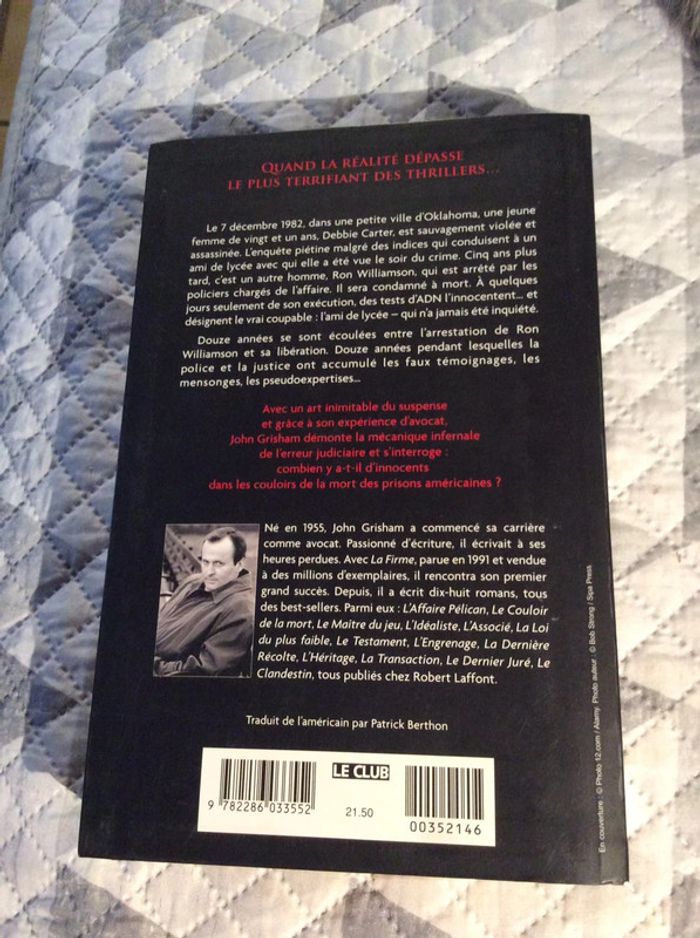 QUAND LA RÉALITÉ DÉPASSE
LE PLUS TERRIFIANT DES THRILLERS...
Le 7 décembre 1982, dans une petite ville d'Oklahoma, une jeune
femme de vingt et un ans, Debbie Carter, est sauvagement violée et
assassinée. L'enquête piétine malgré des indices qui conduisent à un
ami de lycée avec qui elle a été vue le soir du crime. Cinq ans plus
tard, c'est un autre homme, Ron Williamson, qui est arrêté par les
policiers chargés de l'affaire. Il sera condamné à mort. À quelques
jours seulement de son exécution, des tests d'ADN l'innocentent... et
désignent le vrai coupable : l'ami de lycée – qui n'a jamais été inquiété.
Douze années se sont écoulées entre l'arrestation de Ron
Williamson et sa libération. Douze années pendant lesquelles la
police et la justice ont accumulé les faux témoignages, les
mensonges, les pseudoexpertises...
Avec un art inimitable du suspense
et grâce à son expérience d'avocat,
John Grisham démonte la mécanique infernale
de l'erreur judiciaire et s'interroge :
combien y a-t-il d'innocents
dans les couloirs de la mort des prisons américaines ?
Né en 1955, John Grisham a commencé sa carrière
comme avocat. Passionné d'écriture, il écrivait à ses
heures perdues. Avec La Firme, parue en 1991 et vendue
à des millions d'exemplaires, il rencontra son premier
grand succès. Depuis, il a écrit dix-huit romans, tous
des best-sellers. Parmi eux : L'Affaire Pélican, Le Couloir
de la mort, Le Maître du jeu, L'Idéaliste, L'Associé, La Loi
du plus faible, Le Testament, L'Engrenage, La Dernière
Récolte, L'Héritage, La Transaction, Le Dernier Juré, Le
Clandestin, tous publiés chez Robert Laffont.
Traduit de l'américain par Patrick Berthon
En couverture : © Photo 12.com / Alamy. Photo auteur : © Bob Strong / Sipa Press
LE CLUB
9 782286 033552
21.50
00352146